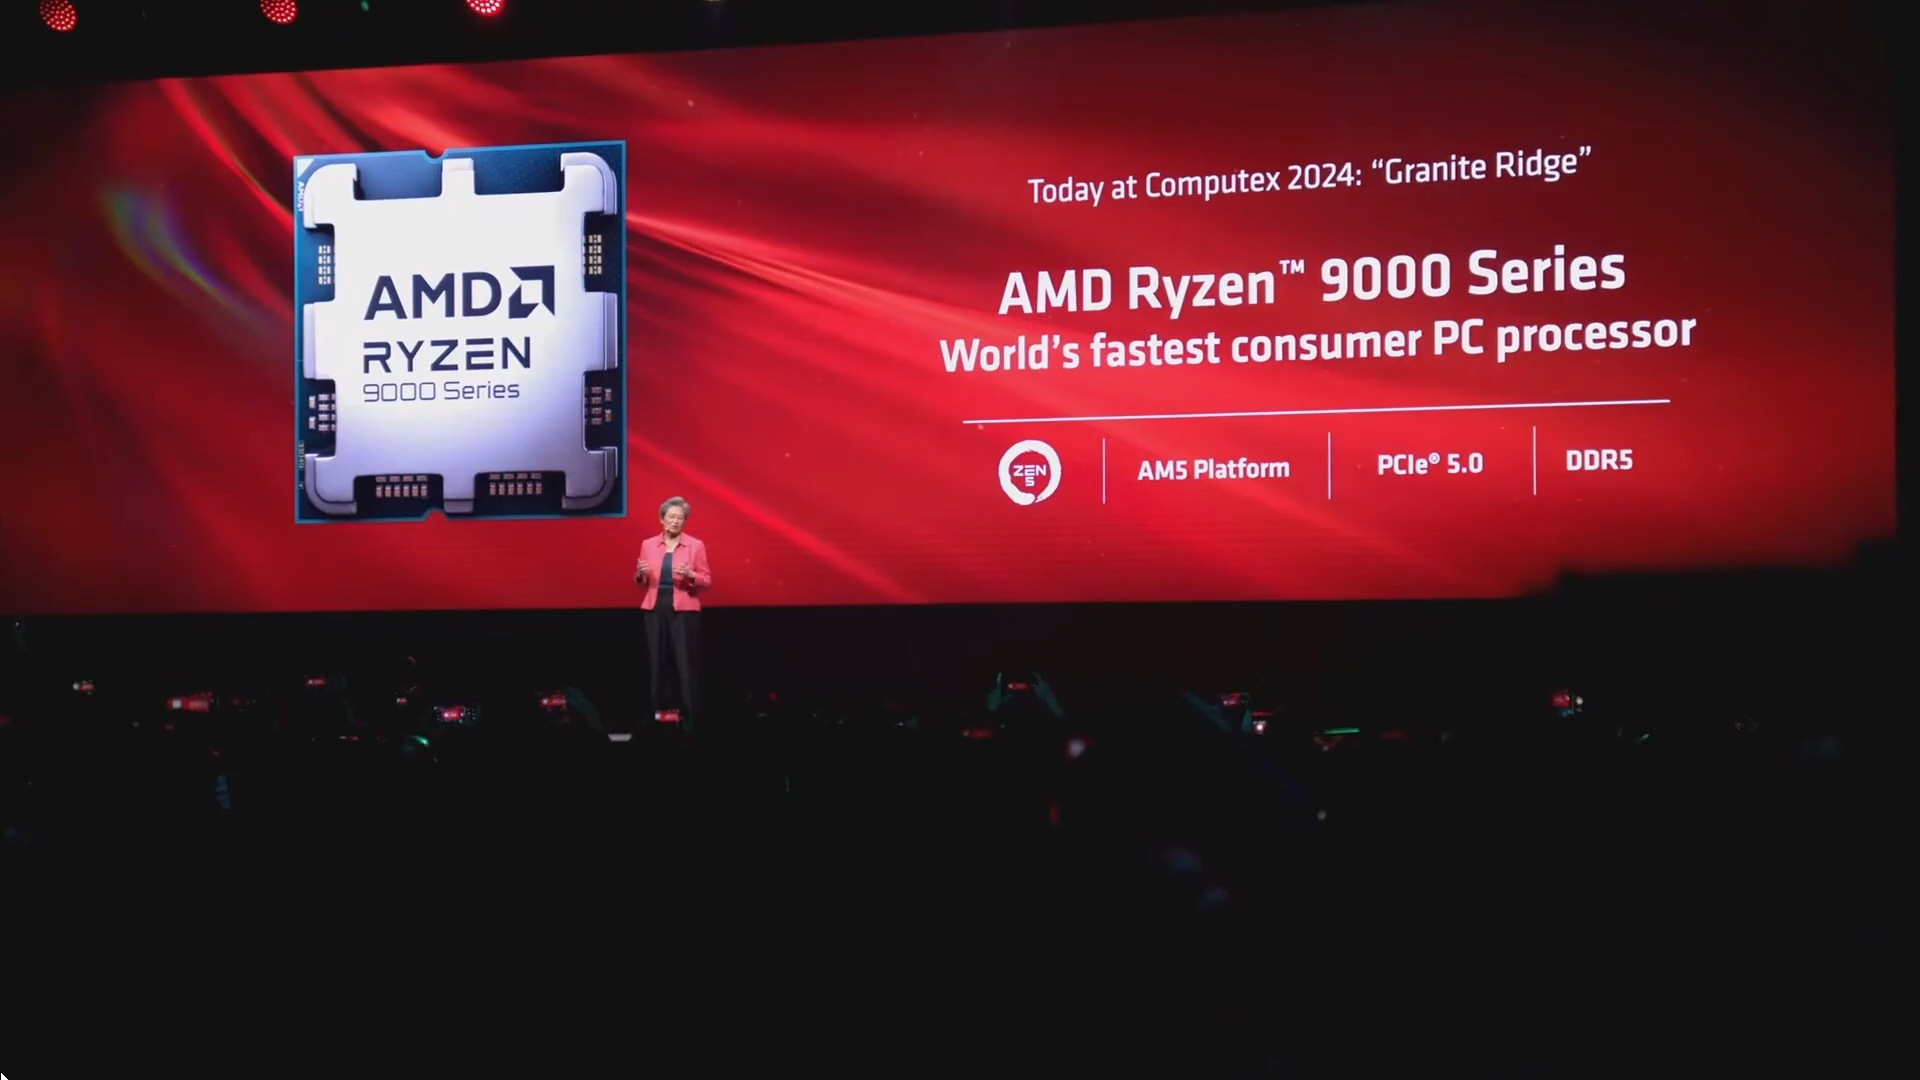 AMD
RYZEN
9000 Series
Today at Computex 2024: “Granite Ridge”
AMD Ryzen™ 9000 Series
World’s fastest consumer PC processor
ZEN
5
AM5 Platform
PCIe® 5.0
DDR5